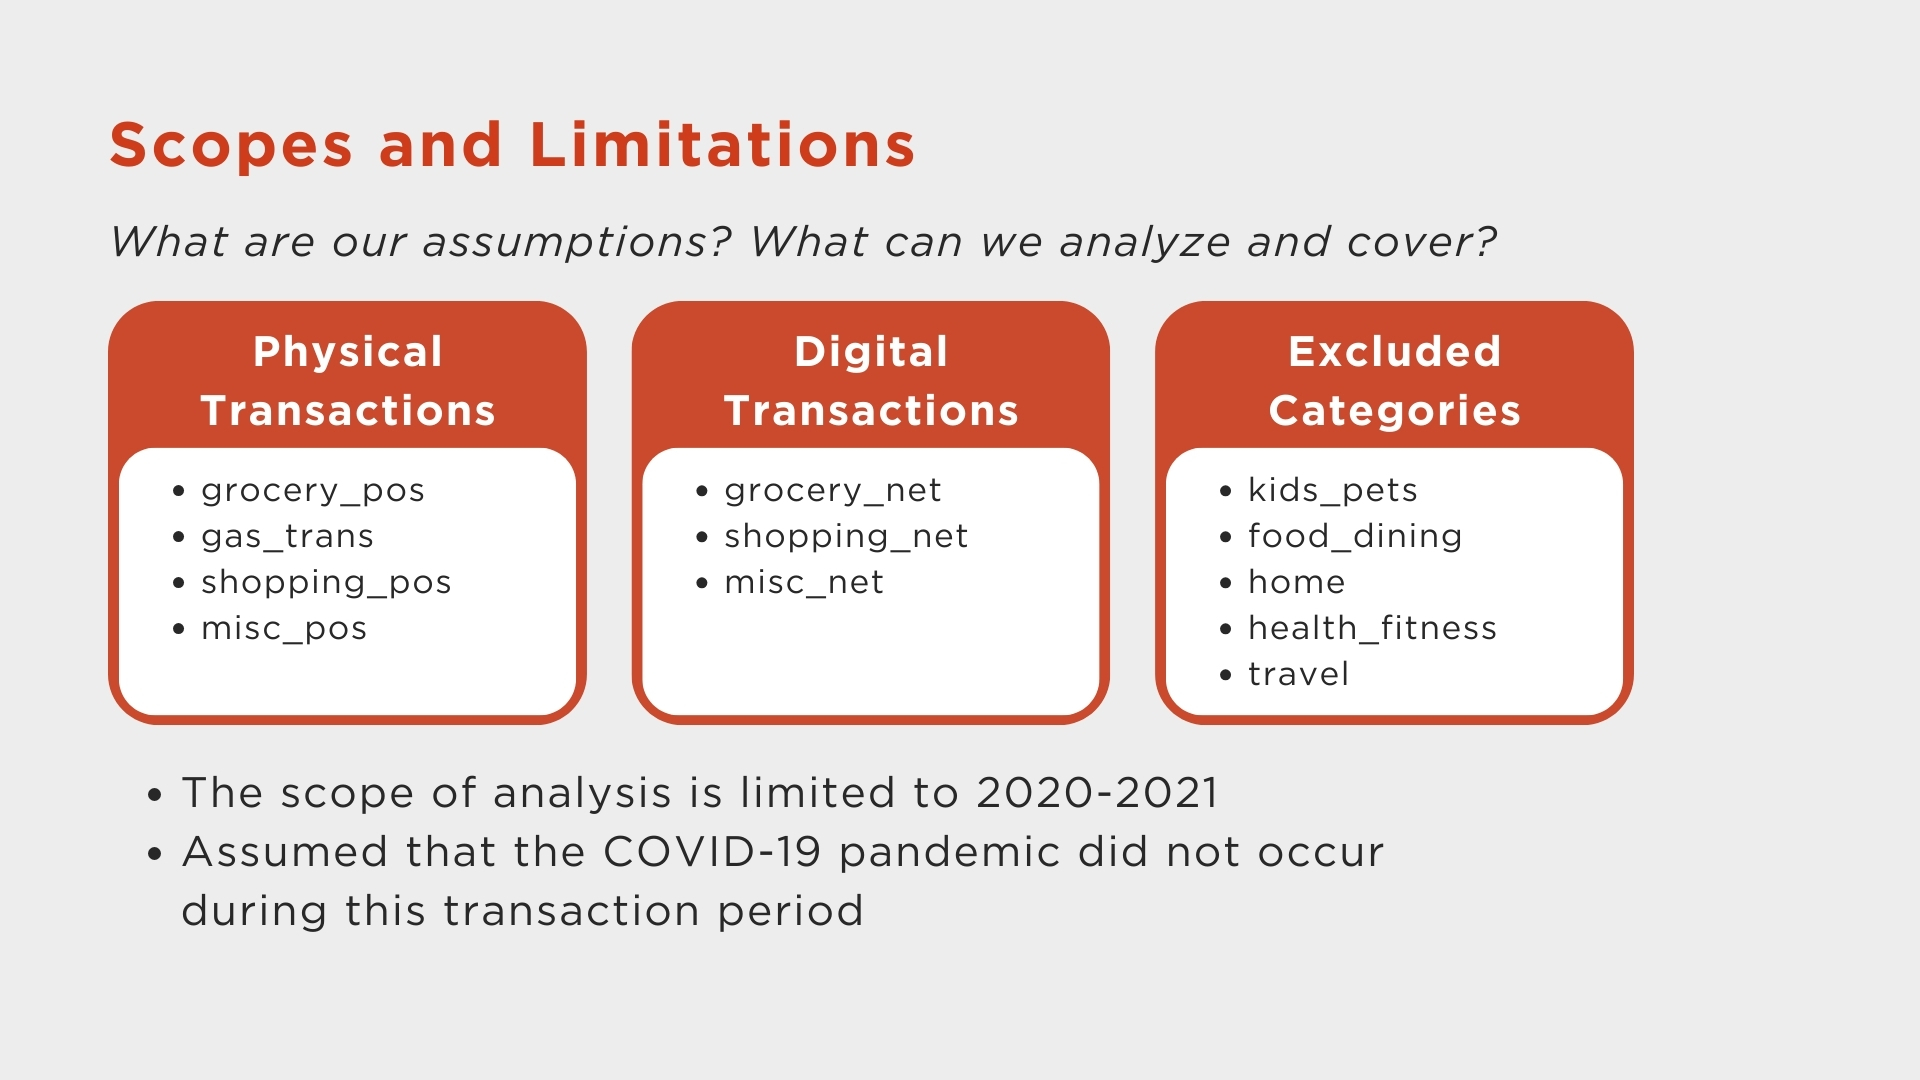 Scopes and Limitations
What are our assumptions? What can we analyze and cover?
Physical
Transactions
• grocery_pos
• gas_trans
• shopping_pos
• misc_pos
Digital
Transactions
• grocery_net
• shopping_net
• misc_net
Excluded
Categories
• kids_pets
• food_dining
• home
• health_fitness
• travel
• The scope of analysis is limited to 2020-2021
• Assumed that the COVID-19 pandemic did not occur
during this transaction period